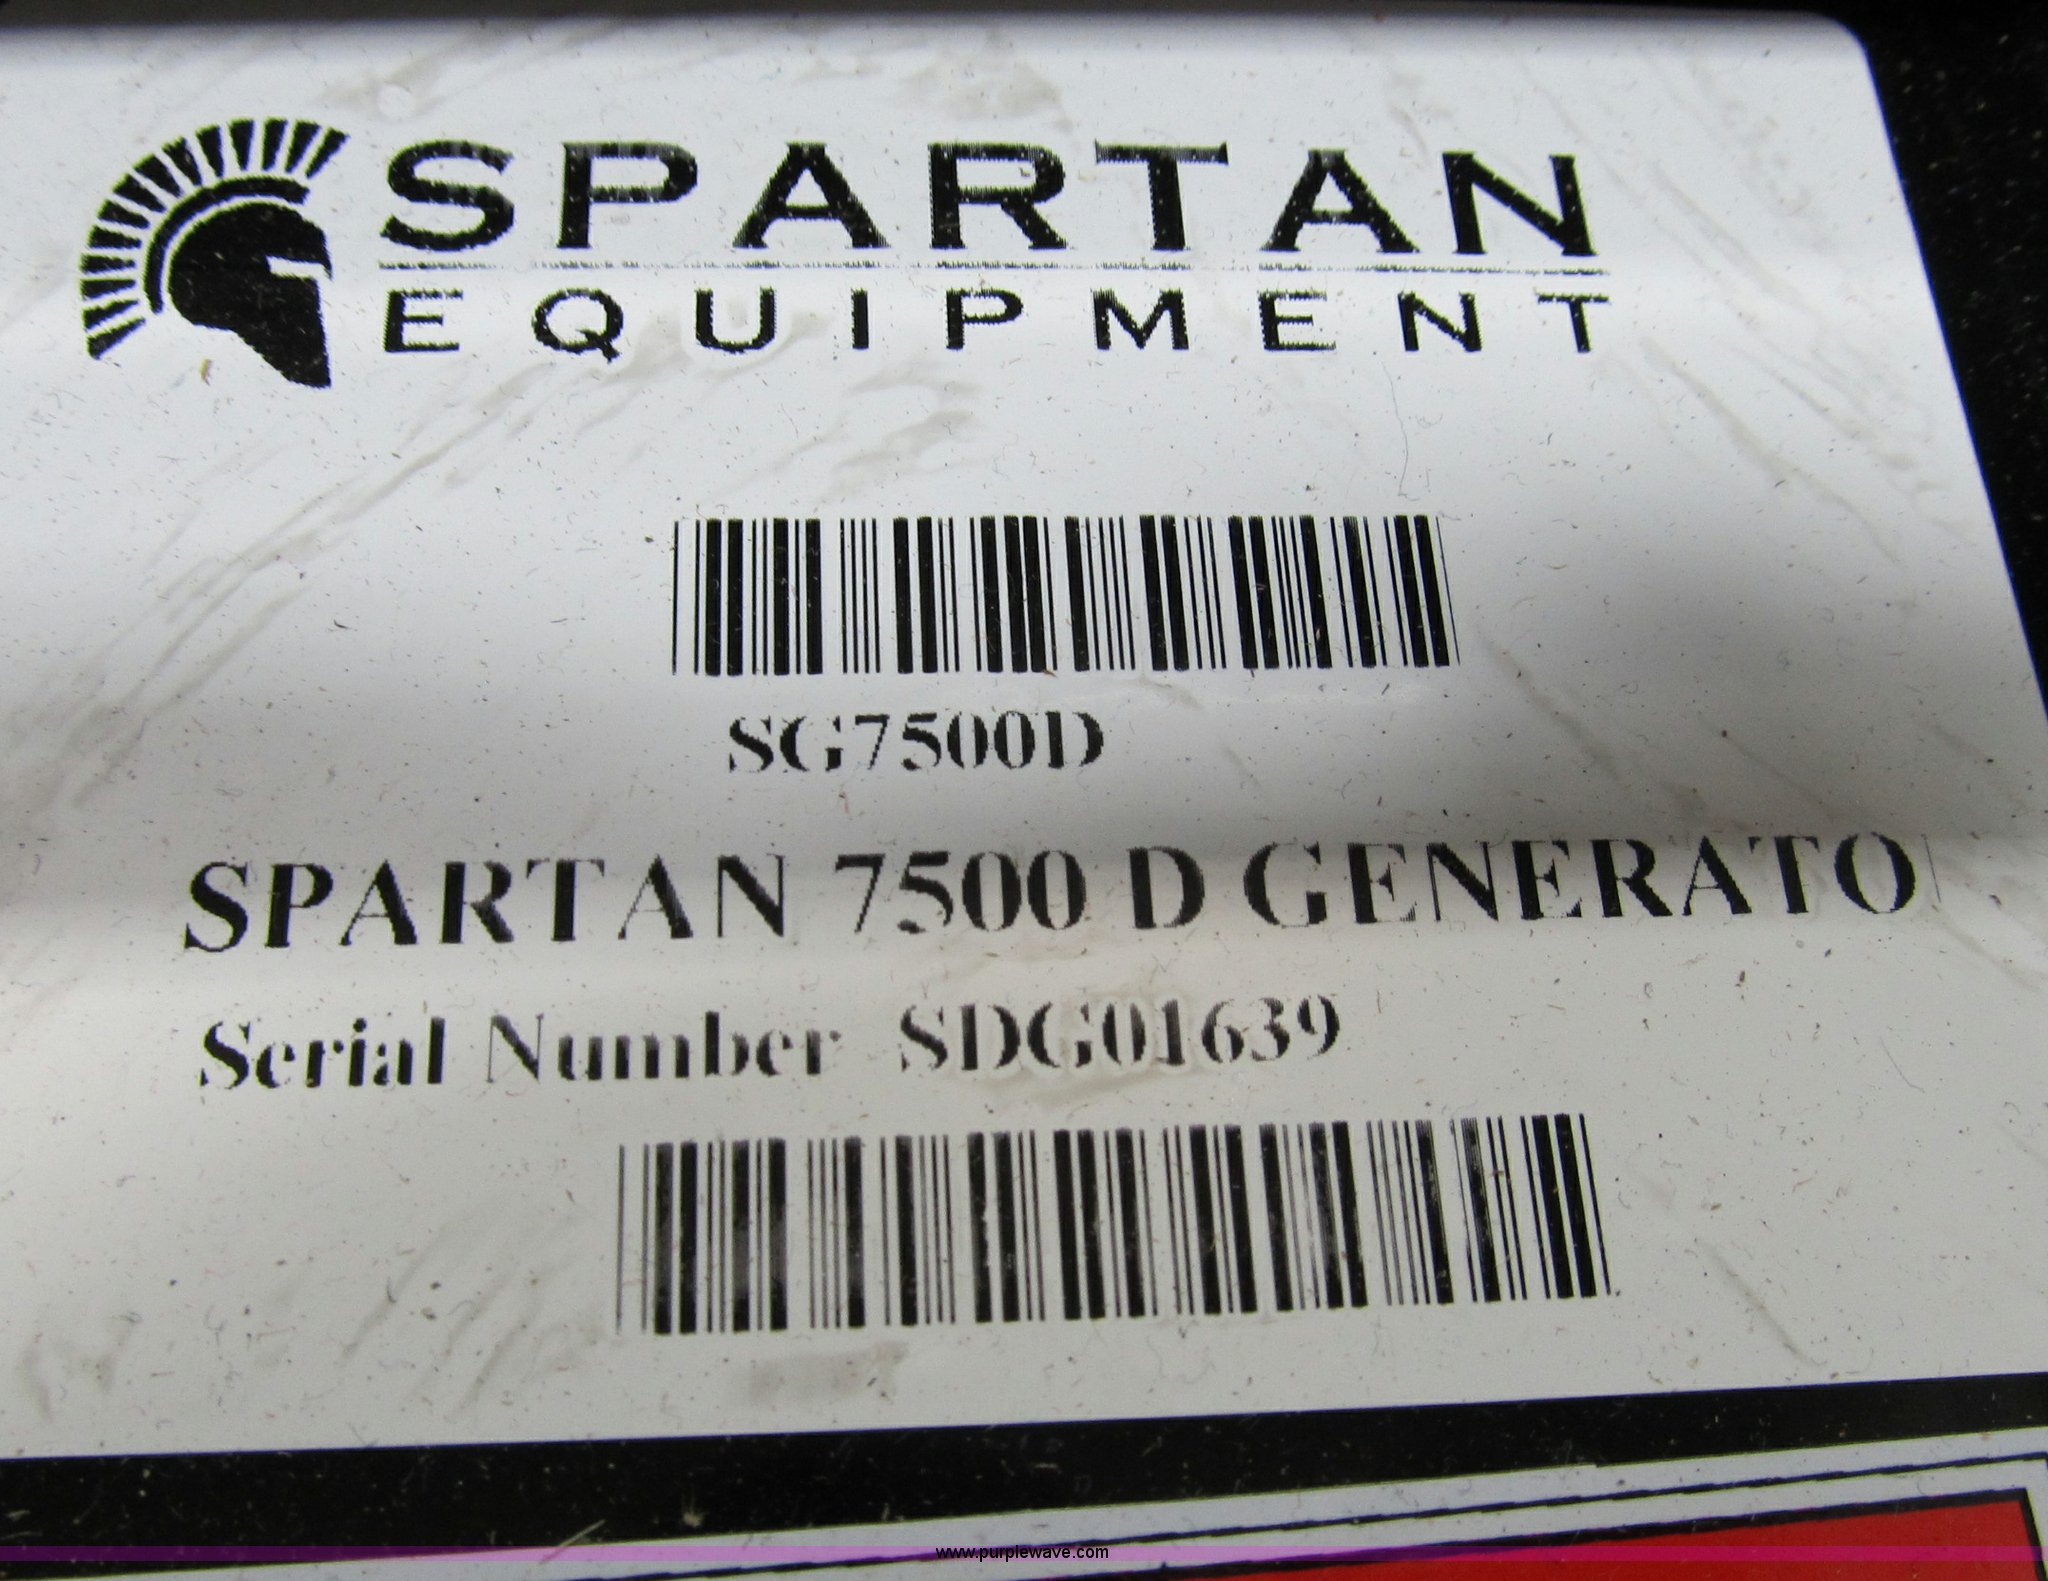 SPARTAN
EQUIPMENT
SG7500D
SPARTAN 7500 D GENERATO
Serial Number SDG01639
www.purplewave.com